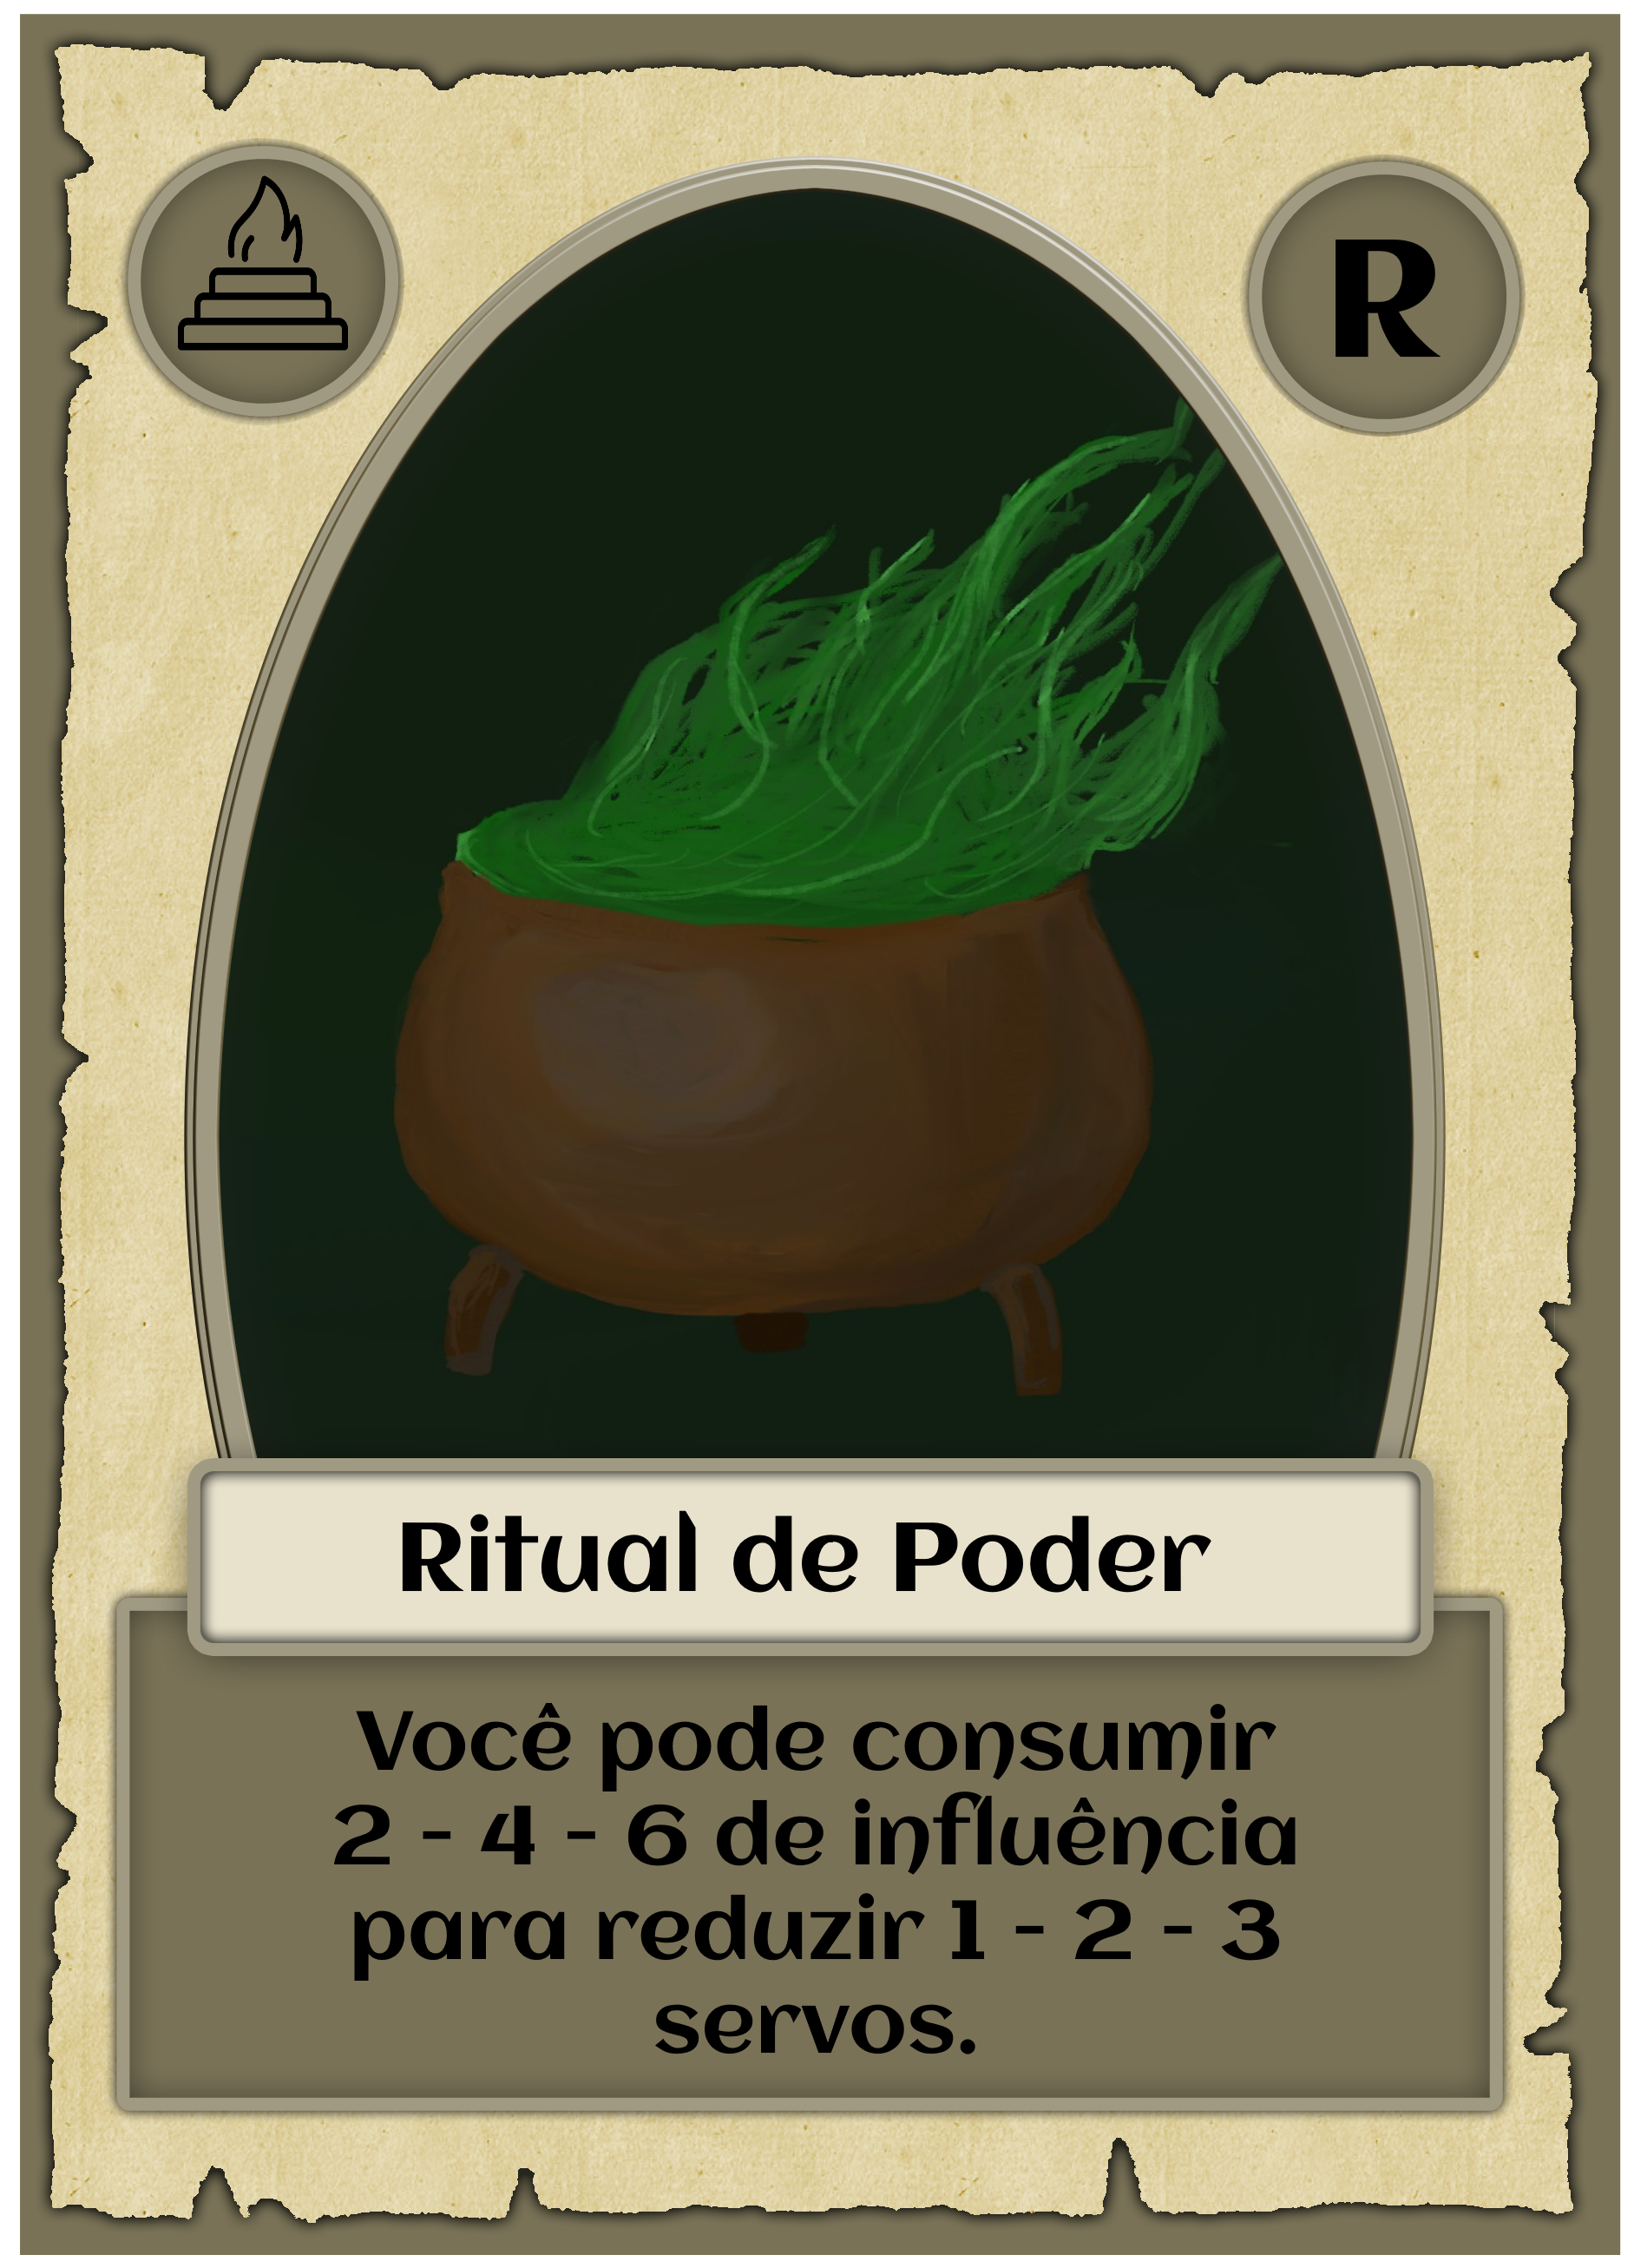 R
Ritual de Poder
Você pode consumir
2 - 4 - 6 de influência
para reduzir 1 - 2 - 3
servos.